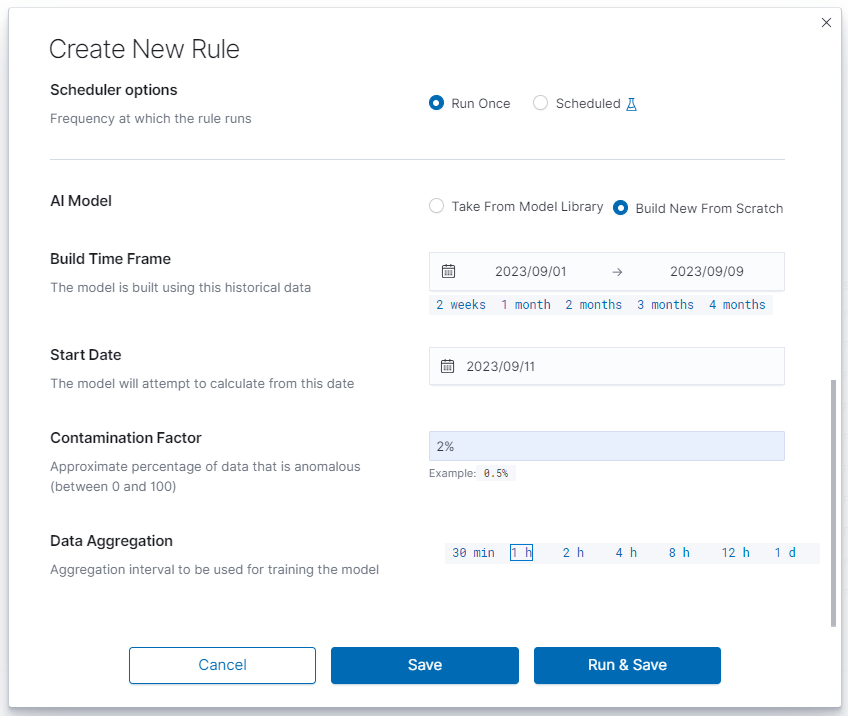 Create New Rule
Scheduler options
Frequency at which the rule runs
Run Once
Scheduled
AI Model
Take From Model Library
Build New From Scratch
Build Time Frame
The model is built using this historical data
2023/09/01 → 2023/09/09
2 weeks 1 month 2 months 3 months 4 months
Start Date
The model will attempt to calculate from this date
2023/09/11
Contamination Factor
Approximate percentage of data that is anomalous
(between 0 and 100)
2%
Example: 0.5%
Data Aggregation
Aggregation interval to be used for training the model
30 min 1 h 2 h 4 h 8 h 12 h 1 d
Cancel
Save
Run & Save